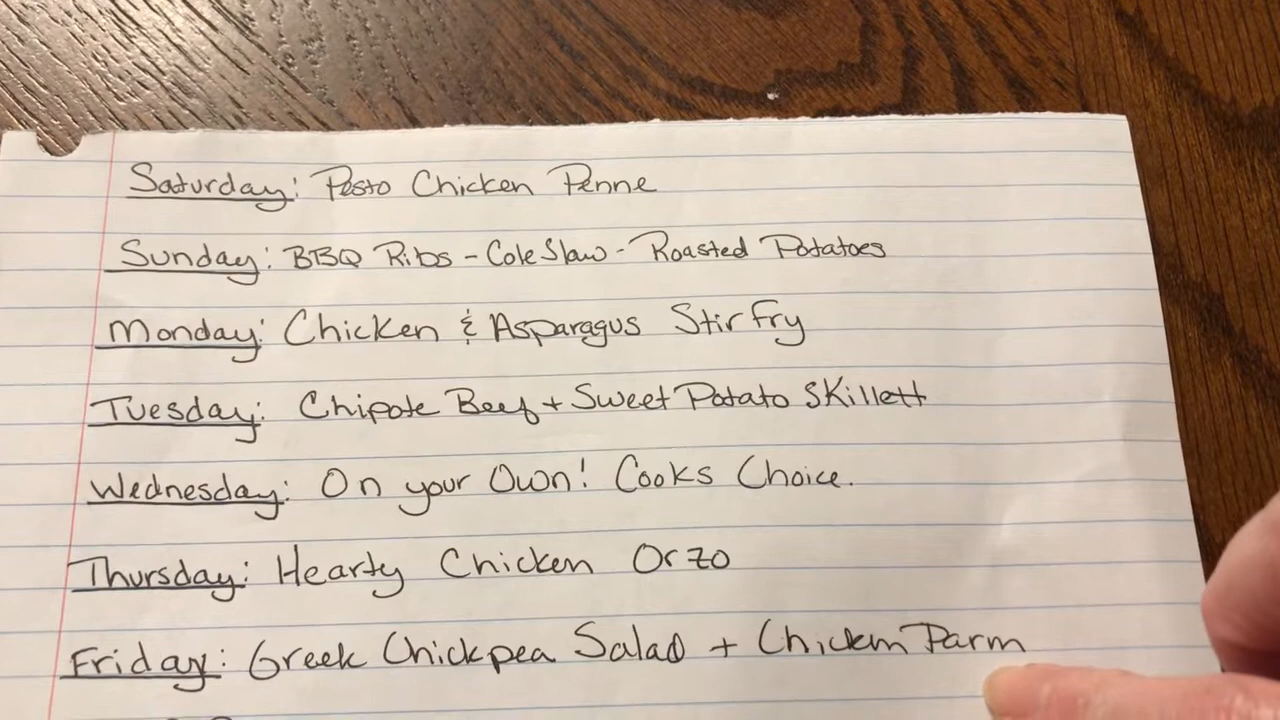 Saturday: Pesto Chicken Penne
Sunday: BBQ Ribs - Cole Slaw - Roasted Potatoes
Monday: Chicken & Asparagus Stir Fry
Tuesday: Chipote Beef + Sweet Potato Skillett
Wednesday: On your Own! Cooks Choice.
Thursday: Hearty Chicken Orzo
Friday: Greek Chickpea Salad + Chicken Parm